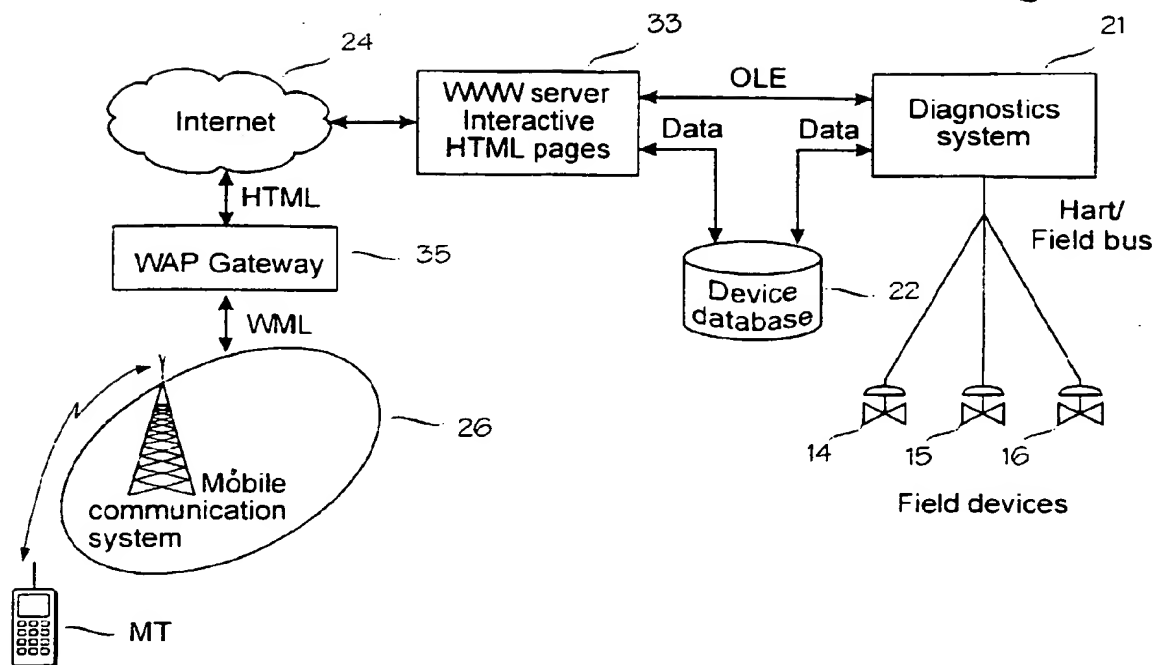 24
33
21
Internet
WWW server
Interactive
HTML pages
OLE
Data
Data
Diagnostics
system
HTML
Hart/
Field bus
WAP Gateway
35
Device
database
22
WML
26
Mobile
communication
system
14
15
16
Field devices
MT